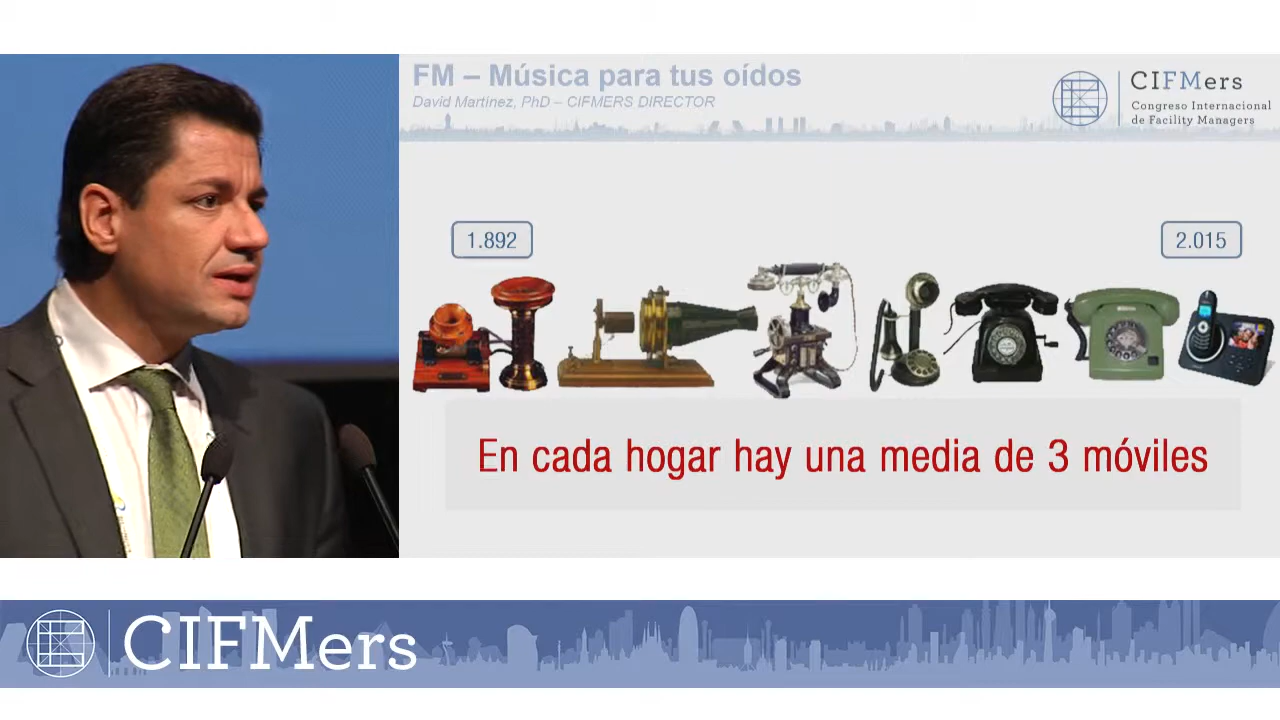 FM – Música para tus oídos
David Martínez, PhD – CIFMERS DIRECTOR
CIFMers
Congreso Internacional
de Facility Managers
1.892
2.015
En cada hogar hay una media de 3 móviles
CIFMers